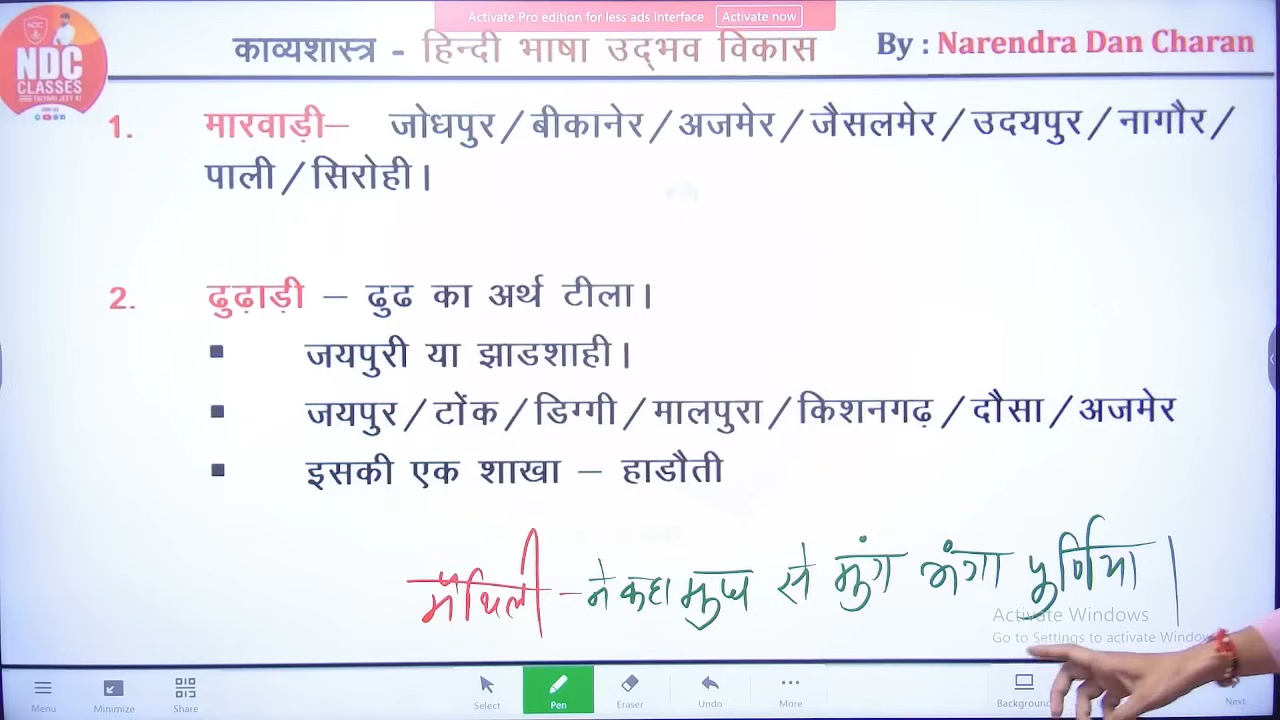 Activate Pro edition for less ads interface Activate now
काव्यशास्त्र - हिन्दी भाषा उद्भव विकास By : Narendra Dan Charan
NDC
CLASSES
1. मारवाड़ी– जोधपुर/बीकानेर/अजमेर/जैसलमेर/उदयपुर/नागौर/
पाली/सिरोही।
2. ढुढ़ाड़ी – ढुढ का अर्थ टीला।
▪ जयपुरी या झाडशाही।
▪ जयपुर/टोंक/डिग्गी/मालपुरा/किशनगढ़/दौसा/अजमेर
▪ इसकी एक शाखा – हाडौती
मैथिली – ने कहा मुझ से मुंग भंगा पूर्णिया।
Activate Windows
Go to Settings to activate Windows
Menu Minimize Share Select Pen Eraser Undo More Background Next